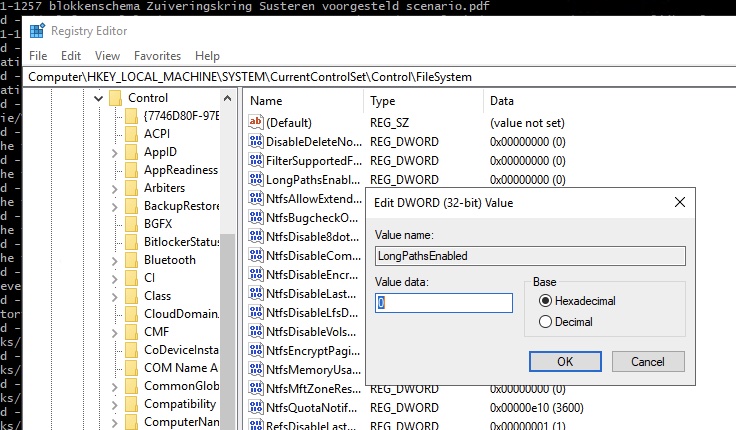 1-1257 blokkenschema Zuiveringskring Susteren voorgesteld scenario.pdf
Registry Editor
File Edit View Favorites Help
Computer\HKEY_LOCAL_MACHINE\SYSTEM\CurrentControlSet\Control\FileSystem
Control
{7746D80F-97E
ACPI
AppID
AppReadiness
Arbiters
BackupRestore
BGFX
BitlockerStatus
Bluetooth
CI
Class
CloudDomain.
CMF
CoDeviceInsta
COM Name A
CommonGlob
Compatibility
ComputerNan
Name Type Data
(Default) REG_SZ (value not set)
DisableDeleteNo... REG_DWORD 0x00000000 (0)
FilterSupportedF... REG_DWORD 0x00000000 (0)
LongPathsEnabl... REG_DWORD 0x00000000 (0)
NtfsAllowExtend...
NtfsBugcheckO...
NtfsDisable8dot...
NtfsDisableCom...
NtfsDisableEncr...
NtfsDisableLast...
NtfsDisableLfsD...
NtfsDisableVols...
NtfsEncryptPagi...
NtfsMemoryUsa...
NtfsMftZoneRes... REG_DWORD 0x00000000 (0)
NtfsQuotaNotif... REG_DWORD 0x00000e10 (3600)
RefsDisableLast... REG_DWORD 0x00000001 (1)
Edit DWORD (32-bit) Value
Value name:
LongPathsEnabled
Value data:
0
Base
Hexadecimal
Decimal
OK Cancel